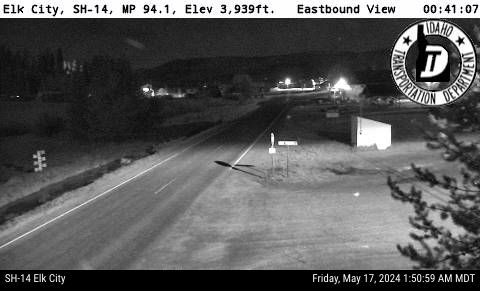 Elk City, SH-14, MP 94.1, Elev 3,939ft. Eastbound View 00:41:07
IDAHO
TRANSPORTATION DEPARTMENT
SH-14 Elk City Friday, May 17, 2024 1:50:59 AM MDT